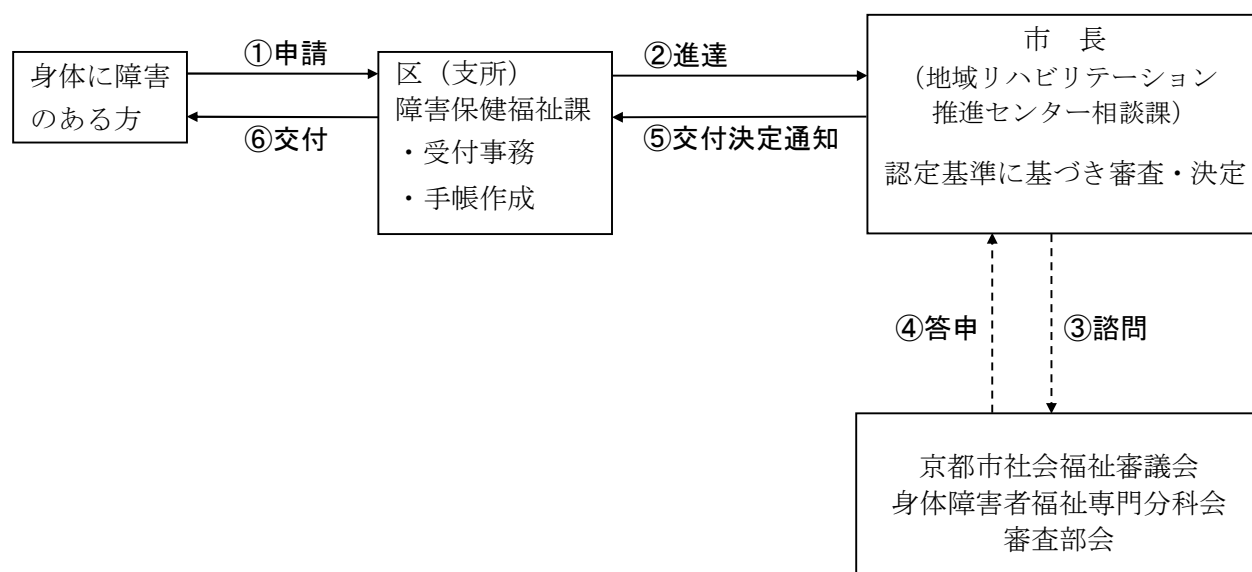 身体に障害
のある方
①申請
⑥交付
区（支所）
障害保健福祉課
・受付事務
・手帳作成
②進達
⑤交付決定通知
市　長
（地域リハビリテーション
推進センター相談課）
認定基準に基づき審査・決定
④答申
③諮問
京都市社会福祉審議会
身体障害者福祉専門分科会
審査部会